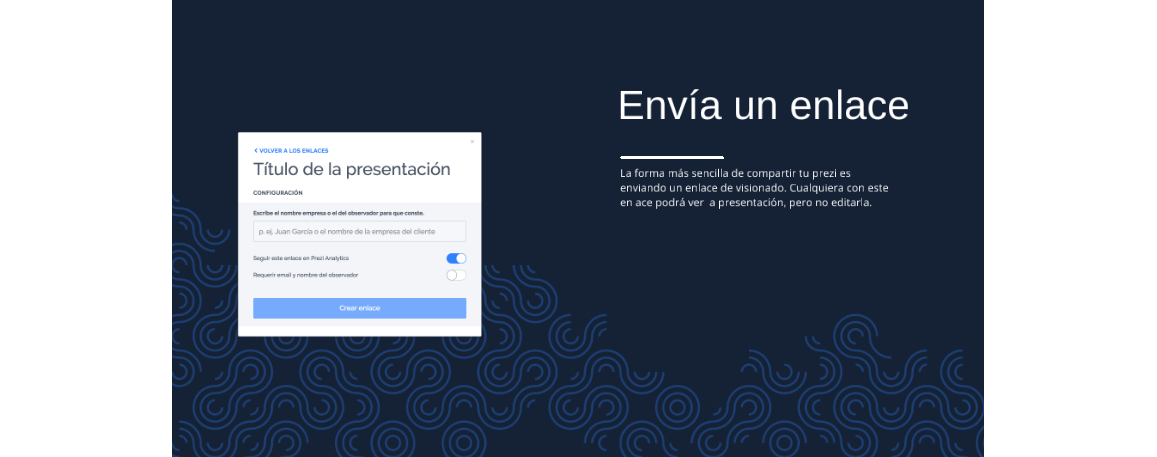 Envía un enlace
La forma más sencilla de compartir tu prezi es
enviando un enlace de visionado. Cualquiera con este
en ace podrá ver a presentación, pero no editarla.
VOLVER A LOS ENLACES
Título de la presentación
CONFIGURACIÓN
Escribe el nombre empresa o el del observador para que conste.
p. ej. Juan García o el nombre de la empresa del cliente
Seguir este enlace en Prezi Analytics
Requerir email y nombre del observador
Crear enlace